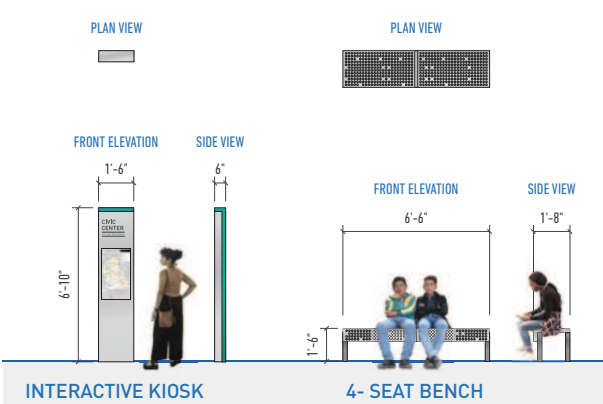 PLAN VIEW
PLAN VIEW
FRONT ELEVATION
SIDE VIEW
1'-6"
6"
6'-10"
civic
CENTER
FRONT ELEVATION
SIDE VIEW
6'-6"
1'-8"
1'-6"
INTERACTIVE KIOSK
4- SEAT BENCH